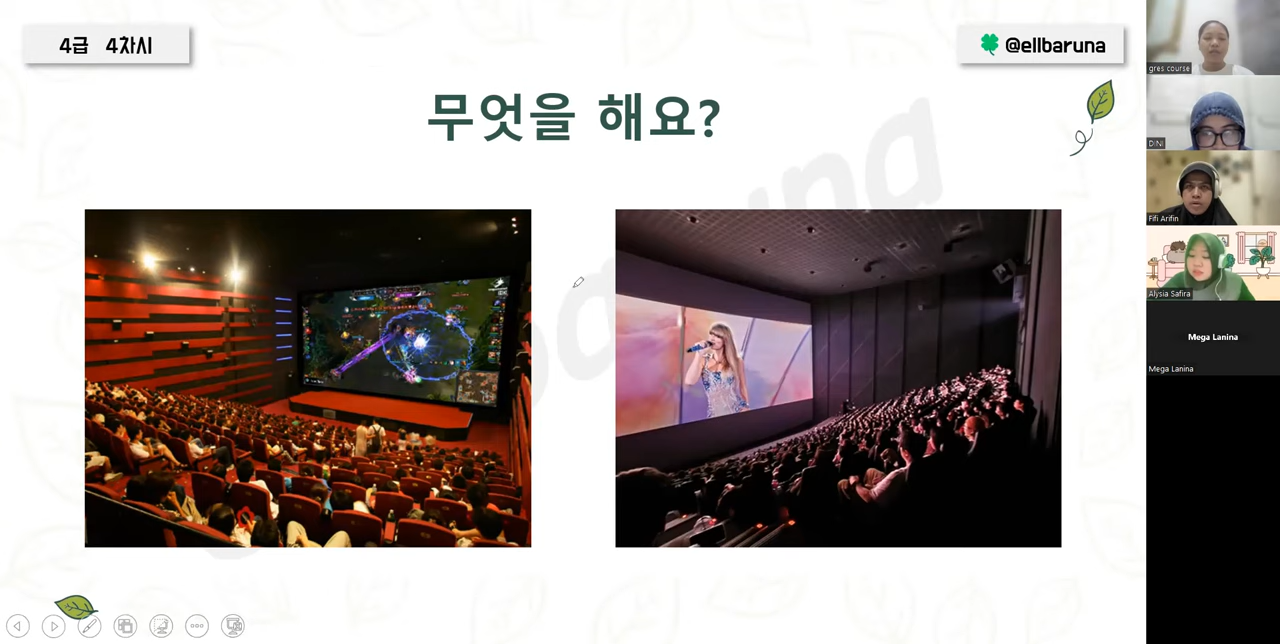 4급 4차시
@ellbaruna
무엇을 해요?
gres course
DINI
Fifi Arifin
Alysia Safira
Mega Lanina
Mega Lanina